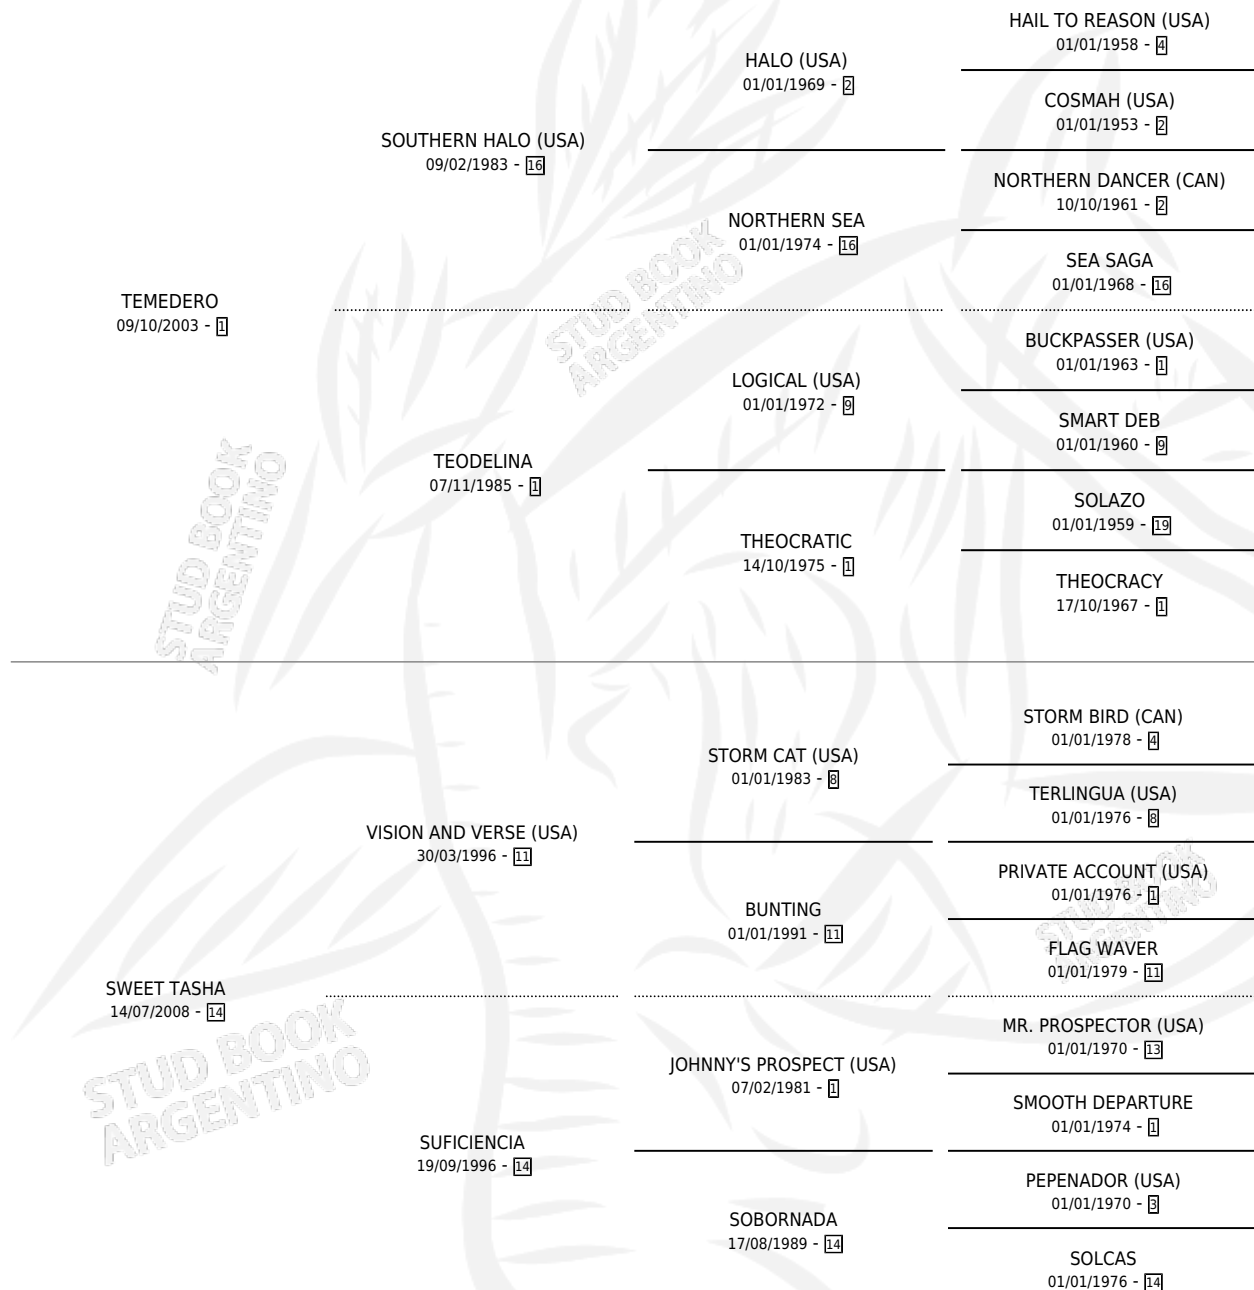 HAIL TO REASON (USA)
01/01/1958 - 4
HALO (USA)
01/01/1969 - 2
COSMAH (USA)
01/01/1953 - 2
SOUTHERN HALO (USA)
09/02/1983 - 16
NORTHERN DANCER (CAN)
10/10/1961 - 2
NORTHERN SEA
01/01/1974 - 16
SEA SAGA
01/01/1968 - 16
TEMEDERO
09/10/2003 - 1
STUD BOOK
ARGENTINO
BUCKPASSER (USA)
01/01/1963 - 1
LOGICAL (USA)
01/01/1972 - 9
SMART DEB
01/01/1960 - 9
TEODELINA
07/11/1985 - 1
SOLAZO
01/01/1959 - 19
THEOCRATIC
14/10/1975 - 1
THEOCRACY
17/10/1967 - 1
STUD BOOK
ARGENTINO
STORM BIRD (CAN)
01/01/1978 - 4
STORM CAT (USA)
01/01/1983 - 8
TERLINGUA (USA)
01/01/1976 - 8
VISION AND VERSE (USA)
30/03/1996 - 11
PRIVATE ACCOUNT (USA)
01/01/1976 - 1
BUNTING
01/01/1991 - 11
STUD BOOK
ARGENTINO
FLAG WAVER
01/01/1979 - 11
SWEET TASHA
14/07/2008 - 14
STUD BOOK
ARGENTINO
MR. PROSPECTOR (USA)
01/01/1970 - 13
JOHNNY'S PROSPECT (USA)
07/02/1981 - 1
SMOOTH DEPARTURE
01/01/1974 - 1
SUFICIENCIA
19/09/1996 - 14
PEPENADOR (USA)
01/01/1970 - 3
SOBORNADA
17/08/1989 - 14
SOLCAS
01/01/1976 - 14